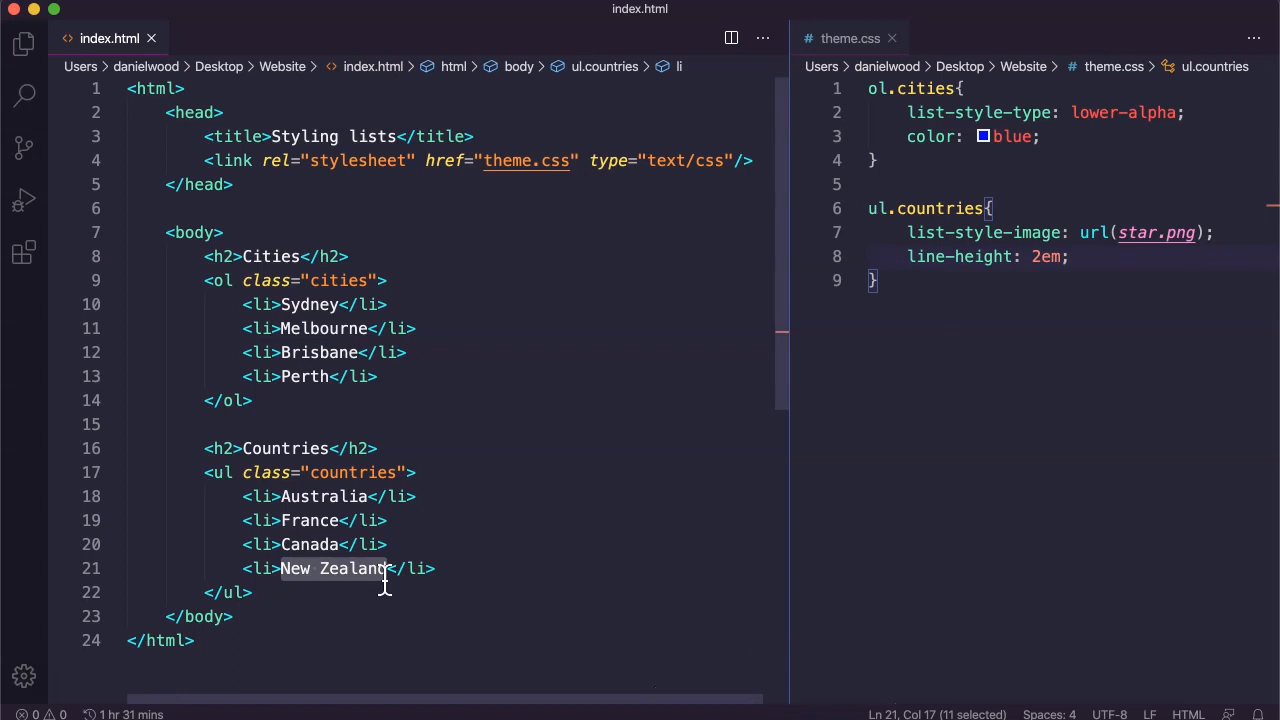 index.html
index.html
Users > danielwood > Desktop > Website > index.html > html > body > ul.countries > li
1 <html>
2 <head>
3 <title>Styling lists</title>
4 <link rel="stylesheet" href="theme.css" type="text/css"/>
5 </head>
6
7 <body>
8 <h2>Cities</h2>
9 <ol class="cities">
10 <li>Sydney</li>
11 <li>Melbourne</li>
12 <li>Brisbane</li>
13 <li>Perth</li>
14 </ol>
15
16 <h2>Countries</h2>
17 <ul class="countries">
18 <li>Australia</li>
19 <li>France</li>
20 <li>Canada</li>
21 <li>New Zealand</li>
22 </ul>
23 </body>
24 </html>
# theme.css
Users > danielwood > Desktop > Website > # theme.css > ul.countries
1 ol.cities{
2 list-style-type: lower-alpha;
3 color: blue;
4 }
5
6 ul.countries{
7 list-style-image: url(star.png);
8 line-height: 2em;
9 }
0 0 1 hr 31 mins Ln 21, Col 17 (11 selected) Spaces: 4 UTF-8 LF HTML